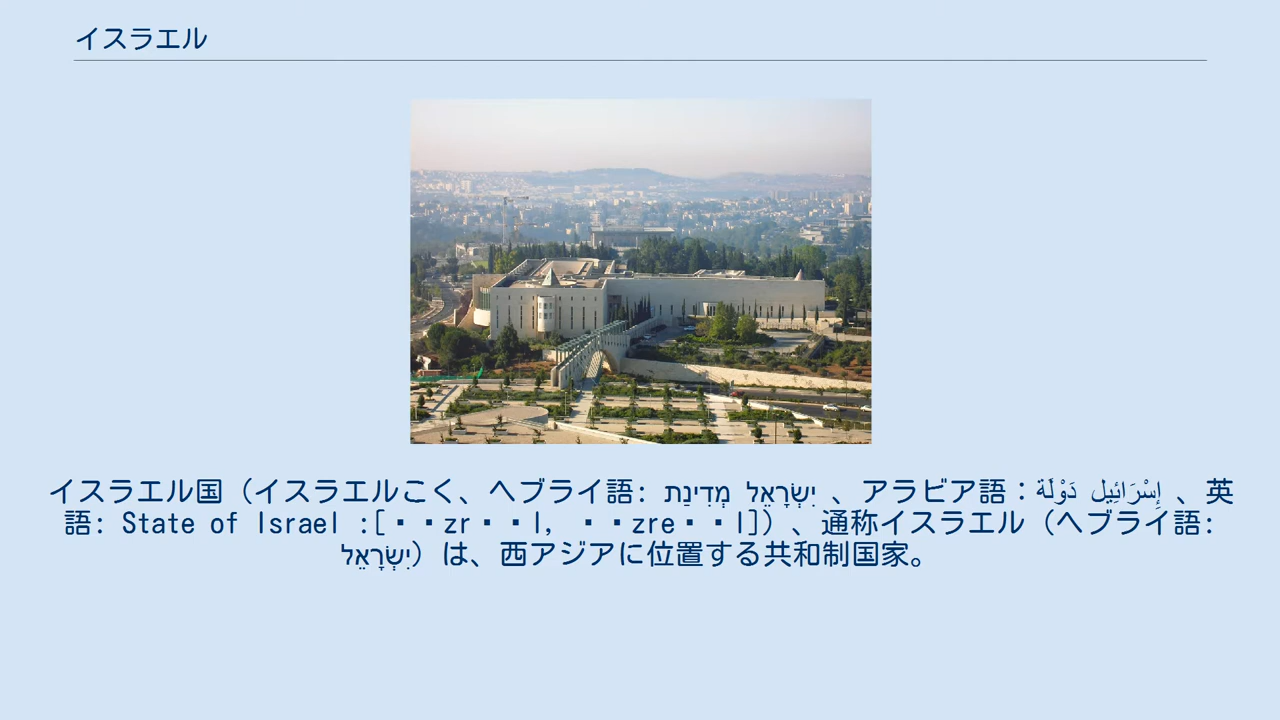 イスラエル
イスラエル国（イスラエルこく、ヘブライ語: מְדִינַת יִשְׂרָאֵל 、アラビア語：دَوْلَة إِسْرَائِيل 、英
語: State of Israel :[▪▪zr▪▪l, ▪▪zre▪▪l]）、通称イスラエル（ヘブライ語:
יִשְׂרָאֵל）は、西アジアに位置する共和制国家。